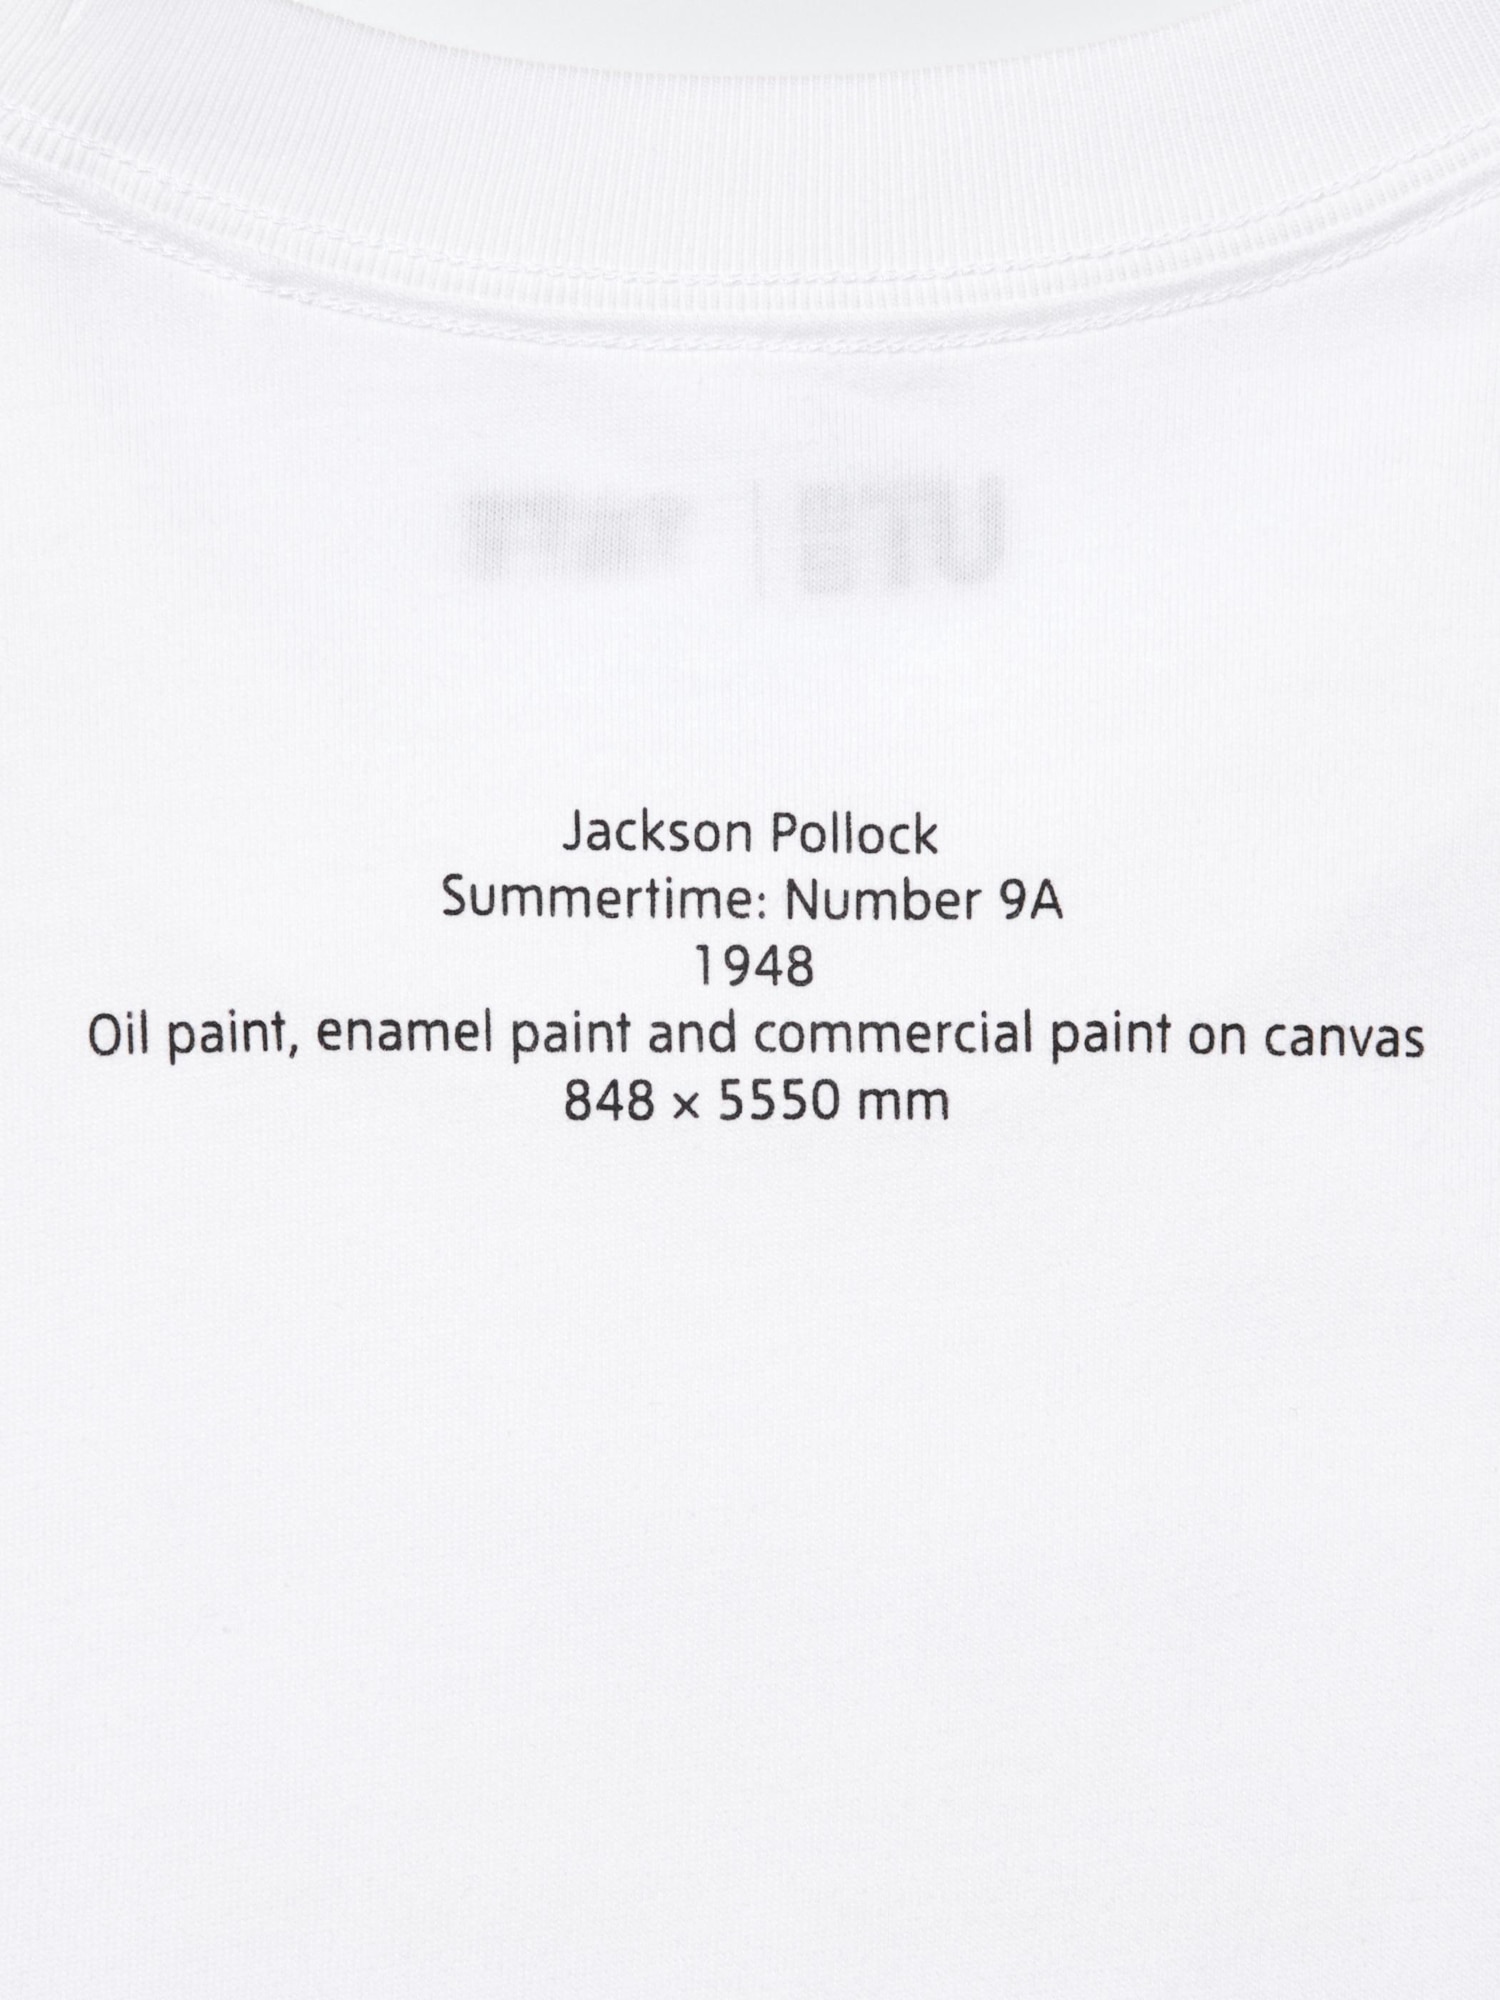 Jackson Pollock
Summertime: Number 9A
1948
Oil paint, enamel paint and commercial paint on canvas
848 × 5550 mm